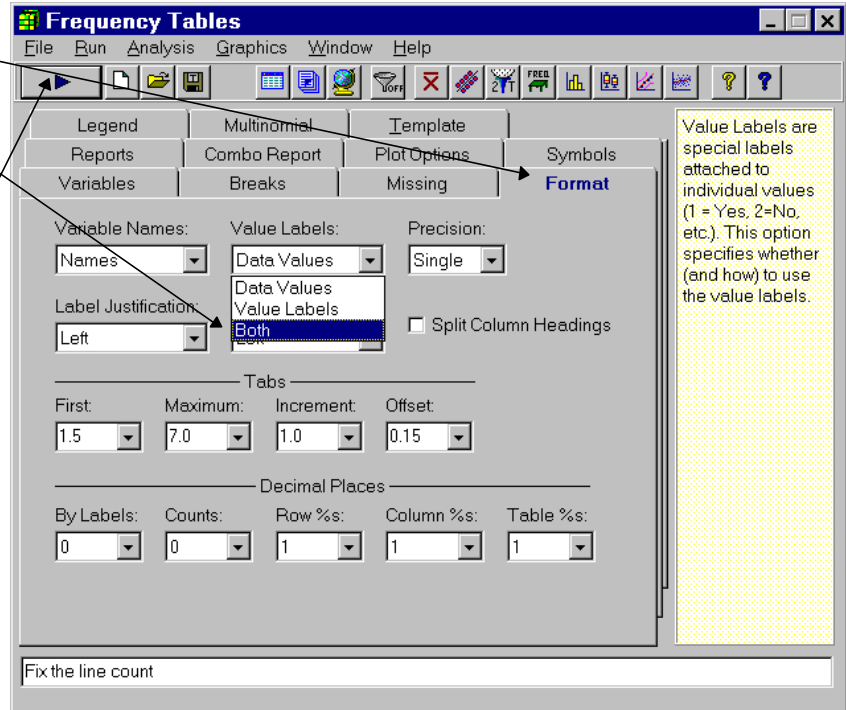 Frequency Tables
File Run Analysis Graphics Window Help
OFF FREQ
Legend Multinomial Template
Reports Combo Report Plot Options Symbols
Variables Breaks Missing Format
Variable Names: Value Labels: Precision:
Names Data Values Single
Data Values
Value Labels
Both
Label Justification:
Left
Split Column Headings
Tabs
First: Maximum: Increment: Offset:
1.5 7.0 1.0 0.15
Decimal Places
By Labels: Counts: Row %s: Column %s: Table %s:
0 0 1 1 1
Value Labels are
special labels
attached to
individual values
(1 = Yes, 2=No,
etc.). This option
specifies whether
(and how) to use
the value labels.
Fix the line count